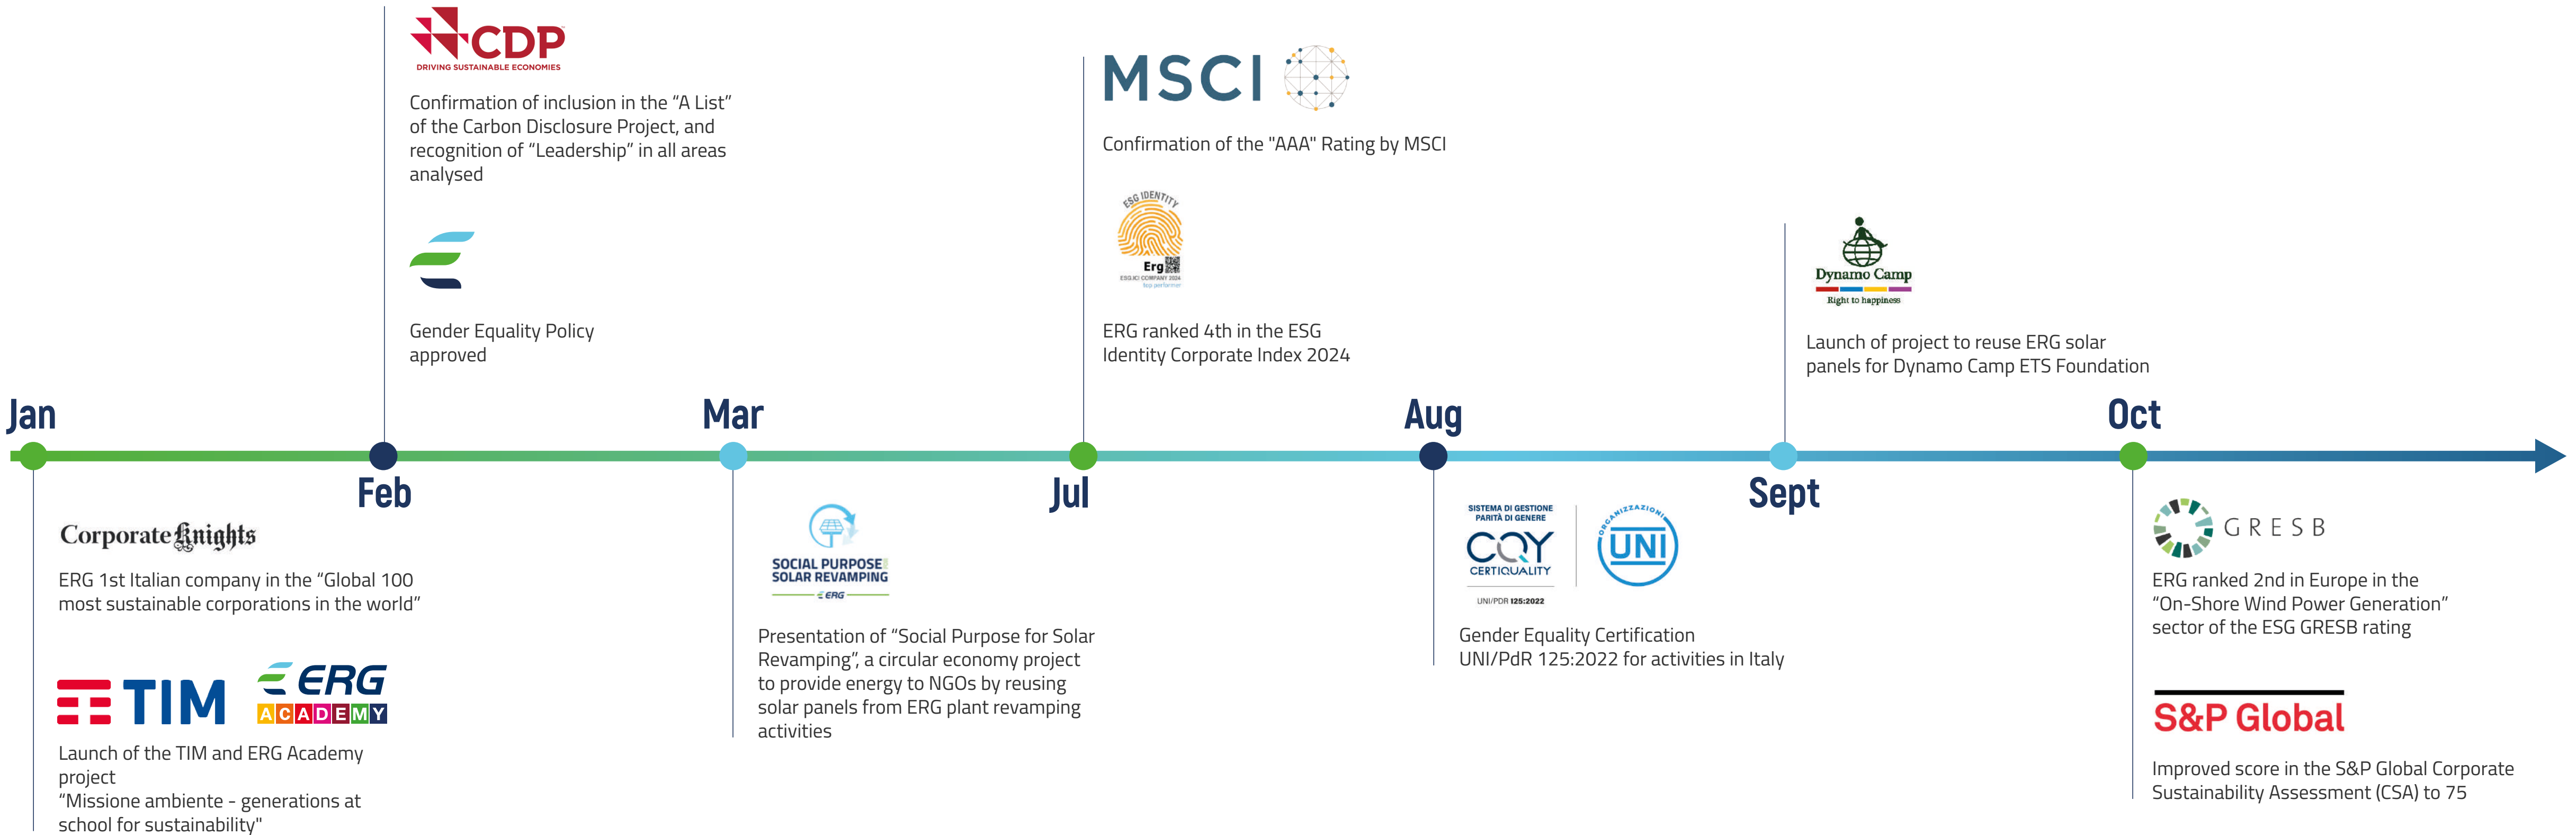 Jan
Corporate Knights
ERG 1st Italian company in the “Global 100
most sustainable corporations in the world”
TIM
ERG
ACADEMY
Launch of the TIM and ERG Academy
project
“Missione ambiente - generations at
school for sustainability"
Feb
CDP
DRIVING SUSTAINABLE ECONOMIES
Confirmation of inclusion in the “A List”
of the Carbon Disclosure Project, and
recognition of “Leadership” in all areas
analysed
Gender Equality Policy
approved
Mar
SOCIAL PURPOSE
SOLAR REVAMPING
ERG
Presentation of “Social Purpose for Solar
Revamping”, a circular economy project
to provide energy to NGOs by reusing
solar panels from ERG plant revamping
activities
Jul
MSCI
Confirmation of the "AAA" Rating by MSCI
ESG IDENTITY
Erg
ESG.ICI COMPANY 2024
top performer
ERG ranked 4th in the ESG
Identity Corporate Index 2024
Aug
SISTEMA DI GESTIONE
PARITÀ DI GENERE
CQY
CERTIQUALITY
UNI/PDR 125:2022
ORGANIZZAZIONI
UNI
Gender Equality Certification
UNI/PdR 125:2022 for activities in Italy
Sept
Dynamo Camp
Right to happiness
Launch of project to reuse ERG solar
panels for Dynamo Camp ETS Foundation
Oct
GRESB
ERG ranked 2nd in Europe in the
“On-Shore Wind Power Generation”
sector of the ESG GRESB rating
S&P Global
Improved score in the S&P Global Corporate
Sustainability Assessment (CSA) to 75